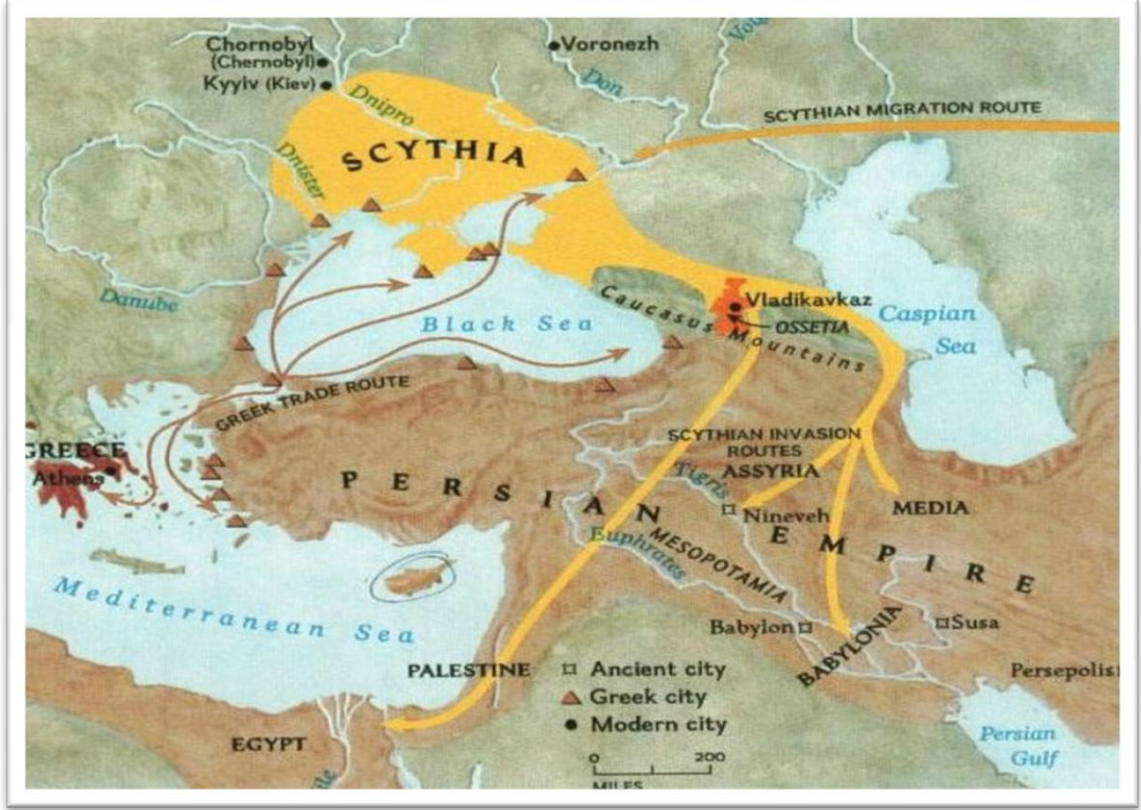 Chornobyl
(Chernobyl)
Kyyiv (Kiev)
Voronezh
Don
Dnipro
SCYTHIAN MIGRATION ROUTE
SCYTHIA
Dnister
Danube
Black Sea
Caucasus Mountains
Vladikavkaz
OSSETIA
Caspian
Sea
GREEK TRADE ROUTE
GREECE
Athens
SCYTHIAN INVASION
ROUTES
ASSYRIA
MEDIA
PERSIAN EMPIRE
Tigris
Nineveh
Euphrates
MESOPOTAMIA
Mediterranean Sea
Babylon
BABYLONIA
Susa
Persepolis
PALESTINE
Ancient city
Greek city
Modern city
0 200
MILES
EGYPT
Persian
Gulf